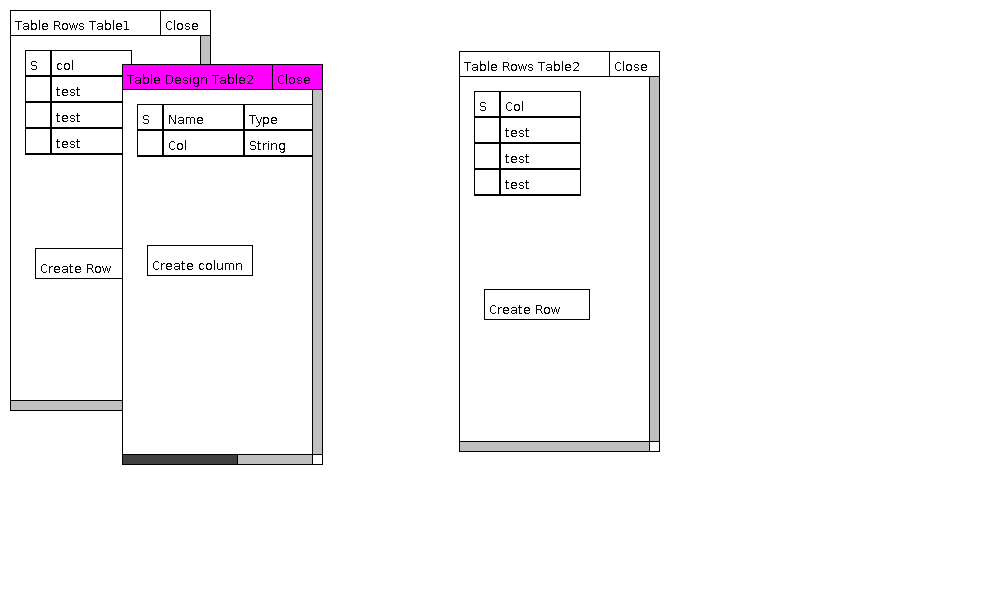 Table Rows Table1 Close
S col
test
test
test
Create Row
Table Design Table2 Close
S Name Type
Col String
Create column
Table Rows Table2 Close
S Col
test
test
test
Create Row